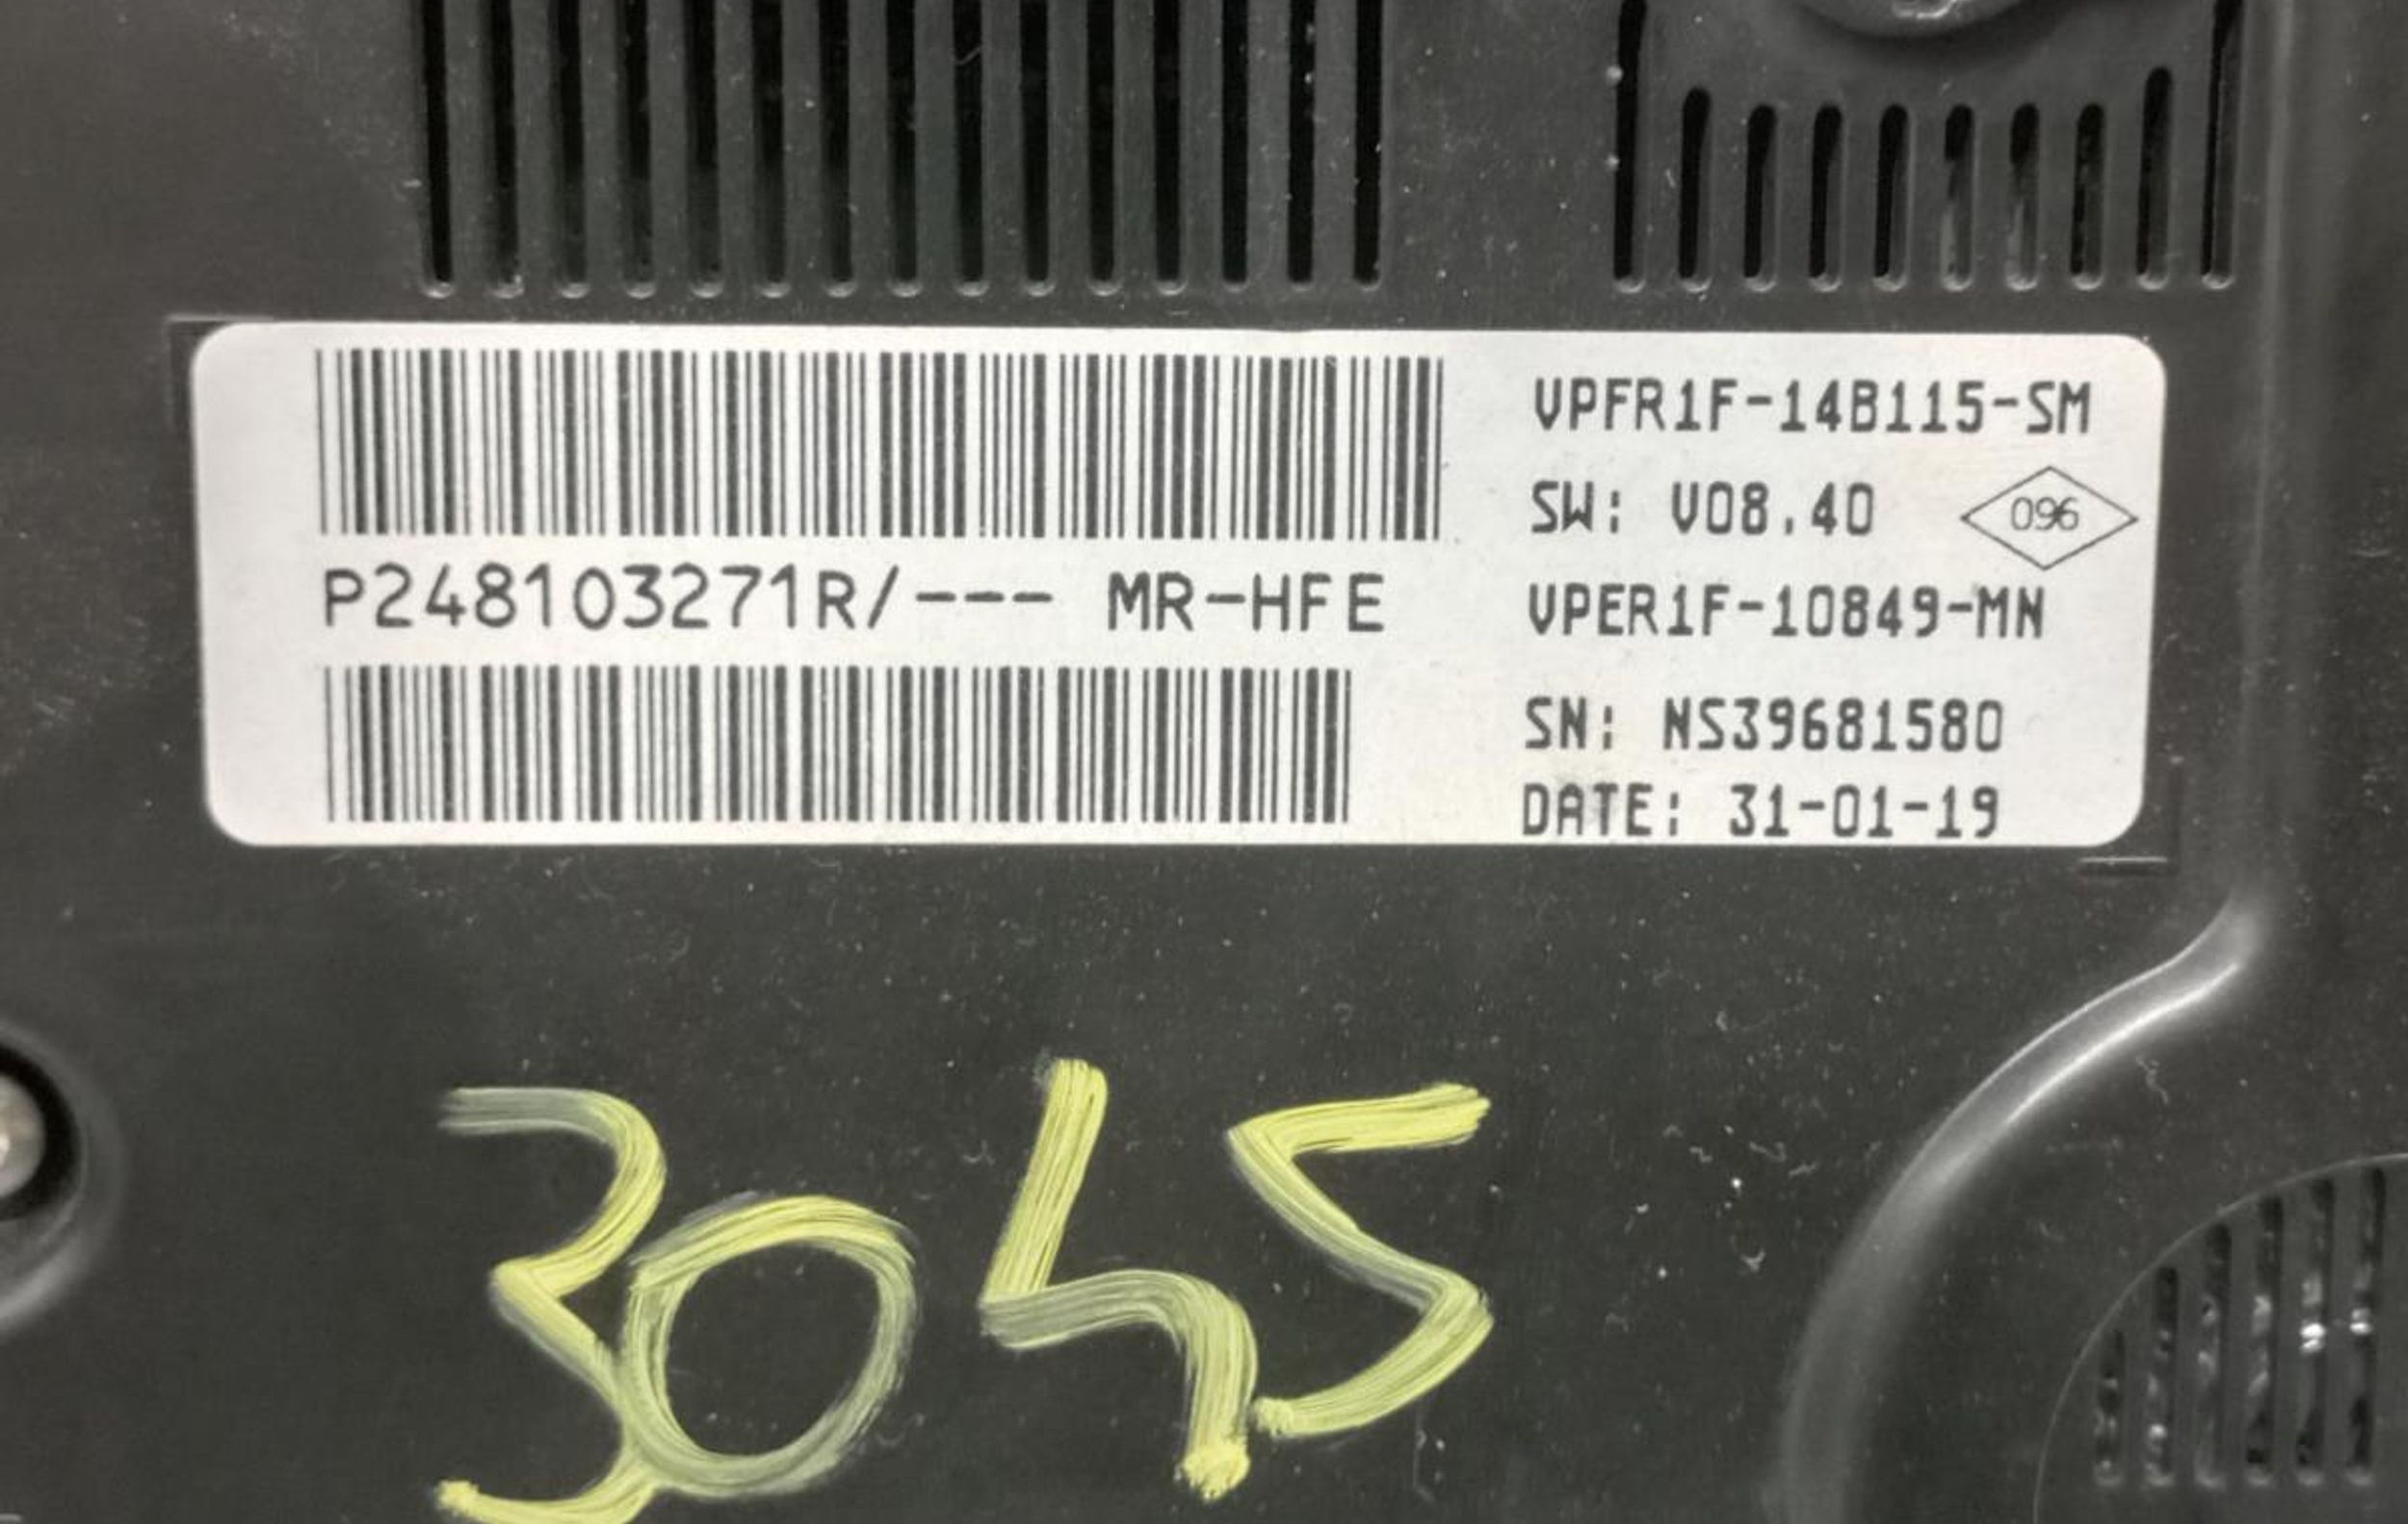 VPFR1F-14B115-SM
SW: V08.40
096
P248103271R/--- MR-HFE
VPER1F-10849-MN
SN: NS39681580
DATE: 31-01-19
3045